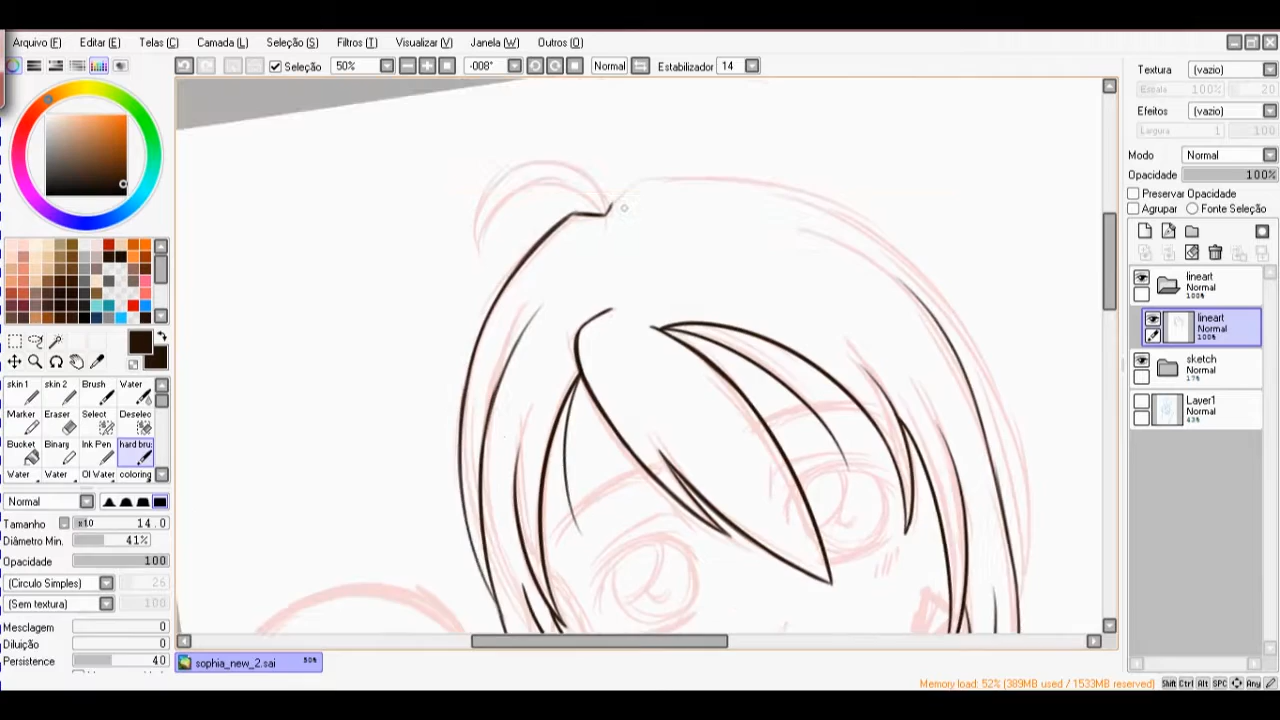 Arquivo (F) Editar (E) Telas (C) Camada (L) Seleção (S) Filtros (T) Visualizar (V) Janela (W) Outros (O)
Seleção 50% -008° Normal Estabilizador 14
Textura (vazio)
Escala 100% 20
Efeitos (vazio)
Largura 1 100
Modo Normal
Opacidade 100%
Preservar Opacidade
Agrupar Fonte Seleção
lineart
Normal
100%
lineart
Normal
100%
sketch
Normal
17%
Layer1
Normal
43%
skin 1 skin 2 Brush Water
Marker Eraser Select Deselec
Bucket Binary Ink Pen hard bru
Water Water Ol Water coloring
Normal
Tamanho x10 14.0
Diâmetro Min. 41%
Opacidade 100
(Circulo Simples) 26
(Sem textura) 100
Mesclagem 0
Diluição 0
Persistence 40
sophia_new_2.sai 50%
Memory load: 52% (389MB used / 1533MB reserved) Shift Ctrl Alt SPC Any